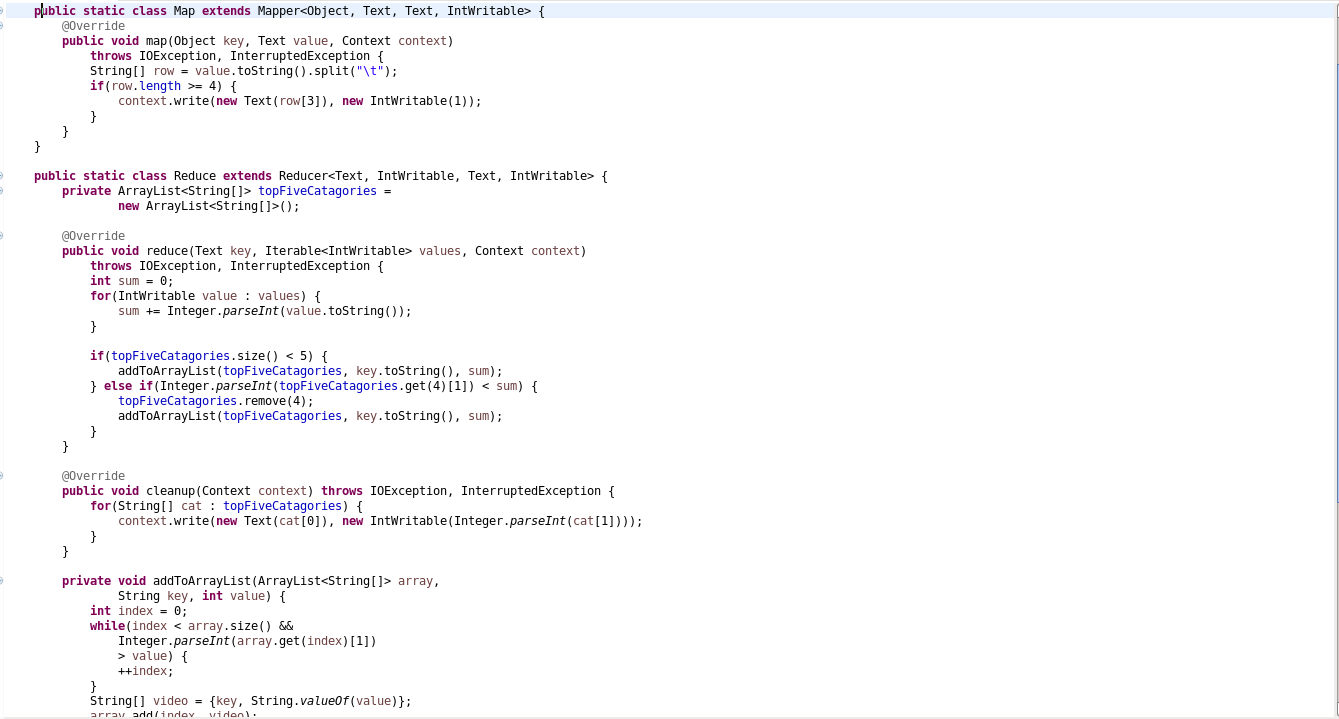 public static class Map extends Mapper<Object, Text, Text, IntWritable> {
@Override
public void map(Object key, Text value, Context context)
throws IOException, InterruptedException {
String[] row = value.toString().split("\t");
if(row.length >= 4) {
context.write(new Text(row[3]), new IntWritable(1));
}
}
}
public static class Reduce extends Reducer<Text, IntWritable, Text, IntWritable> {
private ArrayList<String[]> topFiveCatagories =
new ArrayList<String[]>();
@Override
public void reduce(Text key, Iterable<IntWritable> values, Context context)
throws IOException, InterruptedException {
int sum = 0;
for(IntWritable value : values) {
sum += Integer.parseInt(value.toString());
}
if(topFiveCatagories.size() < 5) {
addToArrayList(topFiveCatagories, key.toString(), sum);
} else if(Integer.parseInt(topFiveCatagories.get(4)[1]) < sum) {
topFiveCatagories.remove(4);
addToArrayList(topFiveCatagories, key.toString(), sum);
}
}
@Override
public void cleanup(Context context) throws IOException, InterruptedException {
for(String[] cat : topFiveCatagories) {
context.write(new Text(cat[0]), new IntWritable(Integer.parseInt(cat[1])));
}
}
private void addToArrayList(ArrayList<String[]> array,
String key, int value) {
int index = 0;
while(index < array.size() &&
Integer.parseInt(array.get(index)[1])
> value) {
++index;
}
String[] video = {key, String.valueOf(value)};
array.add(index, video);